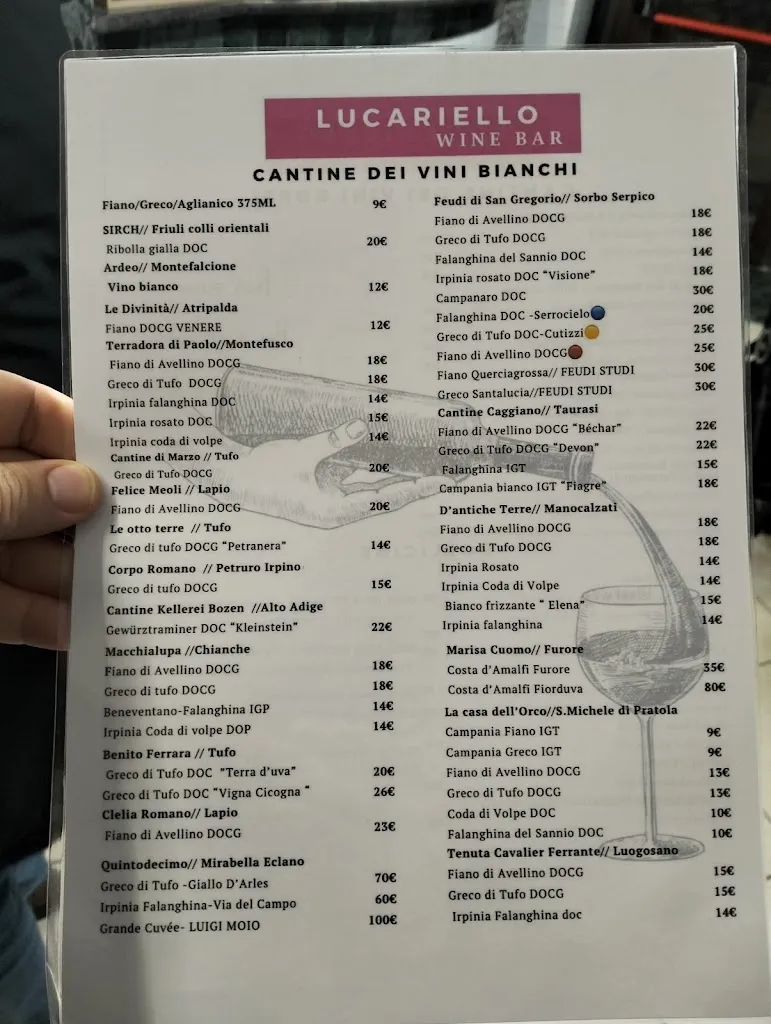 LUCARIELLO
WINE BAR
CANTINE DEI VINI BIANCHI
Fiano/Greco/Aglianico 375ML 9€
SIRCH// Friuli colli orientali
Ribolla gialla DOC 20€
Ardeo// Montefalcione
Vino bianco 12€
Le Divinità// Atripalda
Fiano DOCG VENERE 12€
Terradora di Paolo//Montefusco
Fiano di Avellino DOCG 18€
Greco di Tufo DOCG 18€
Irpinia falanghina DOC 14€
Irpinia rosato DOC 15€
Irpinia coda di volpe 14€
Cantine di Marzo // Tufo
Greco di Tufo DOCG 20€
Felice Meoli // Lapio
Fiano di Avellino DOCG 20€
Le otto terre // Tufo
Greco di tufo DOCG "Petranera" 14€
Corpo Romano // Petruro Irpino
Greco di tufo DOCG 15€
Cantine Kellerei Bozen //Alto Adige
Gewürztraminer DOC "Kleinstein" 22€
Macchialupa //Chianche
Fiano di Avellino DOCG 18€
Greco di tufo DOCG 18€
Beneventano-Falanghina IGP 14€
Irpinia Coda di volpe DOP 14€
Benito Ferrara // Tufo
Greco di Tufo DOC "Terra d'uva" 20€
Greco di Tufo DOC "Vigna Cicogna " 26€
Clelia Romano// Lapio
Fiano di Avellino DOCG 23€
Quintodecimo// Mirabella Eclano
Greco di Tufo -Giallo D'Arles 70€
Irpinia Falanghina-Via del Campo 60€
Grande Cuvée- LUIGI MOIO 100€
Feudi di San Gregorio// Sorbo Serpico
Fiano di Avellino DOCG 18€
Greco di Tufo DOCG 18€
Falanghina del Sannio DOC 14€
Irpinia rosato DOC "Visione" 18€
Campanaro DOC 30€
Falanghina DOC -Serrocielo 20€
Greco di Tufo DOC-Cutizzi 25€
Fiano di Avellino DOCG 25€
Fiano Querciagrossa// FEUDI STUDI 30€
Greco Santalucia//FEUDI STUDI 30€
Cantine Caggiano// Taurasi
Fiano di Avellino DOCG "Béchar" 22€
Greco di Tufo DOCG "Devon" 22€
Falanghina IGT 15€
Campania bianco IGT "Fiagre" 18€
D'antiche Terre// Manocalzati
Fiano di Avellino DOCG 18€
Greco di Tufo DOCG 18€
Irpinia Rosato 14€
Irpinia Coda di Volpe 14€
Bianco frizzante " Elena" 15€
Irpinia falanghina 14€
Marisa Cuomo// Furore
Costa d'Amalfi Furore 35€
Costa d'Amalfi Fiorduva 80€
La casa dell'Orco//S.Michele di Pratola
Campania Fiano IGT 9€
Campania Greco IGT 9€
Fiano di Avellino DOCG 13€
Greco di Tufo DOCG 13€
Coda di Volpe DOC 10€
Falanghina del Sannio DOC 10€
Tenuta Cavalier Ferrante// Luogosano
Fiano di Avellino DOCG 15€
Greco di Tufo DOCG 15€
Irpinia Falanghina doc 14€